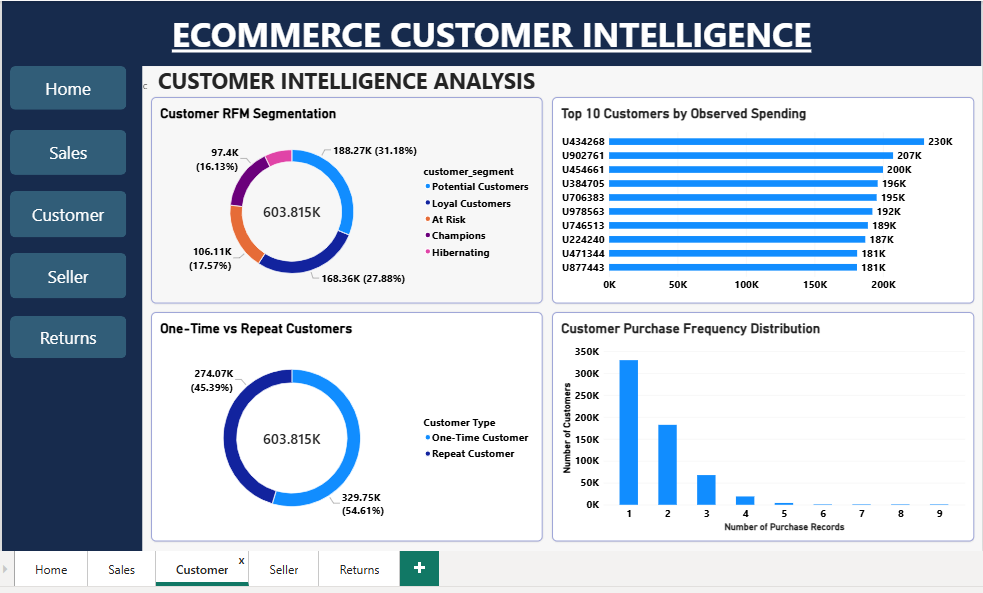 ECOMMERCE CUSTOMER INTELLIGENCE
Home
Sales
Customer
Seller
Returns
c
CUSTOMER INTELLIGENCE ANALYSIS
Customer RFM Segmentation
188.27K (31.18%)
168.36K (27.88%)
106.11K
(17.57%)
97.4K
(16.13%)
603.815K
customer_segment
Potential Customers
Loyal Customers
At Risk
Champions
Hibernating
Top 10 Customers by Observed Spending
U434268 230K
U902761 207K
U454661 200K
U384705 196K
U706383 195K
U978563 192K
U746513 189K
U224240 187K
U471344 181K
U877443 181K
0K 50K 100K 150K 200K
One-Time vs Repeat Customers
274.07K
(45.39%)
603.815K
329.75K
(54.61%)
Customer Type
One-Time Customer
Repeat Customer
Customer Purchase Frequency Distribution
Number of Customers
350K
300K
250K
200K
150K
100K
50K
0K
1 2 3 4 5 6 7 8 9
Number of Purchase Records
Home Sales Customer x Seller Returns +